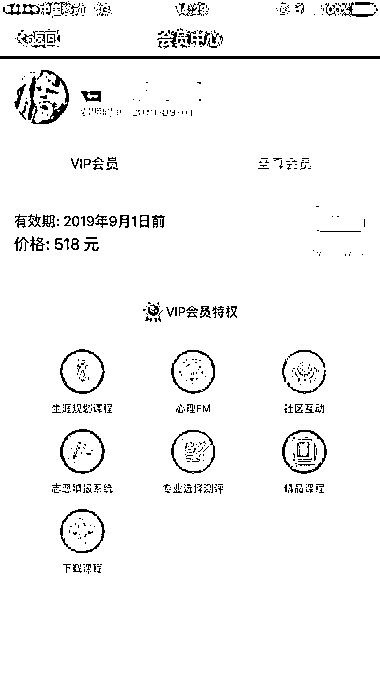 中国移动 14:29 100%
返回 会员中心
VIP会员 至尊会员
有效期: 2019年9月1日前
价格: 518 元
VIP会员特权
生涯规划课程 心理FM 社区互动
志愿填报系统 专业选择测评 精品课程
下载课程